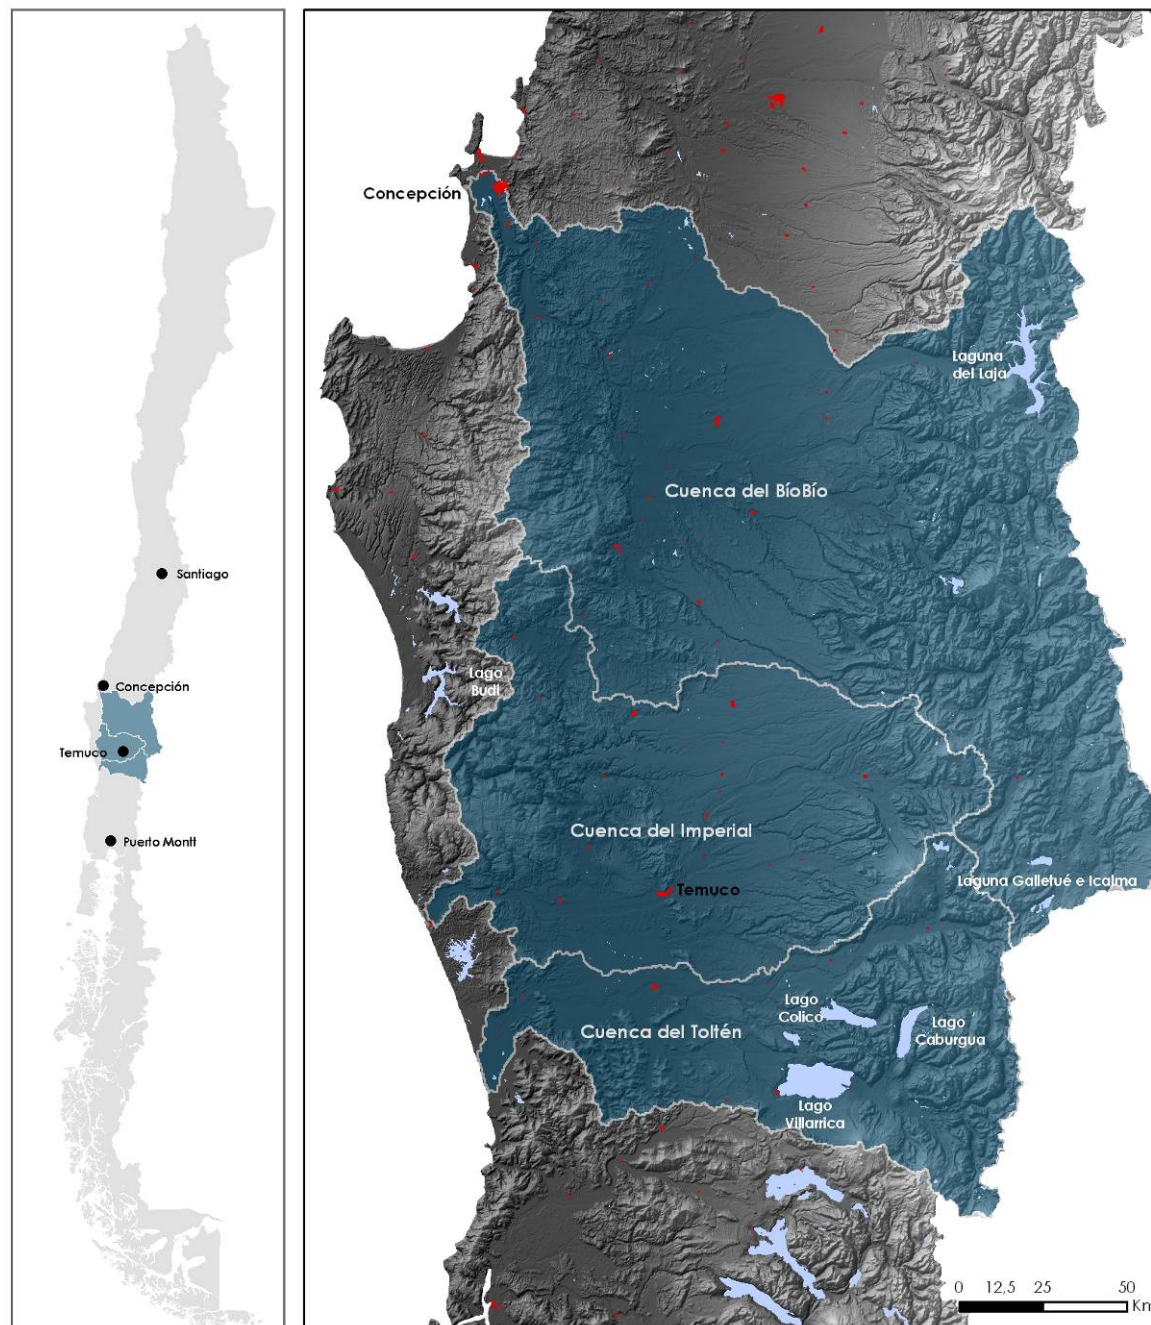 Santiago
Concepción
Temuco
Puerto Montt
Concepción
Laguna
del Laja
Cuenca del BíoBío
Lago
Budi
Cuenca del Imperial
Temuco
Laguna Galletué e Icalma
Lago
Colico
Lago
Caburgua
Cuenca del Toltén
Lago
Villarrica
0 12,5 25 50
Km